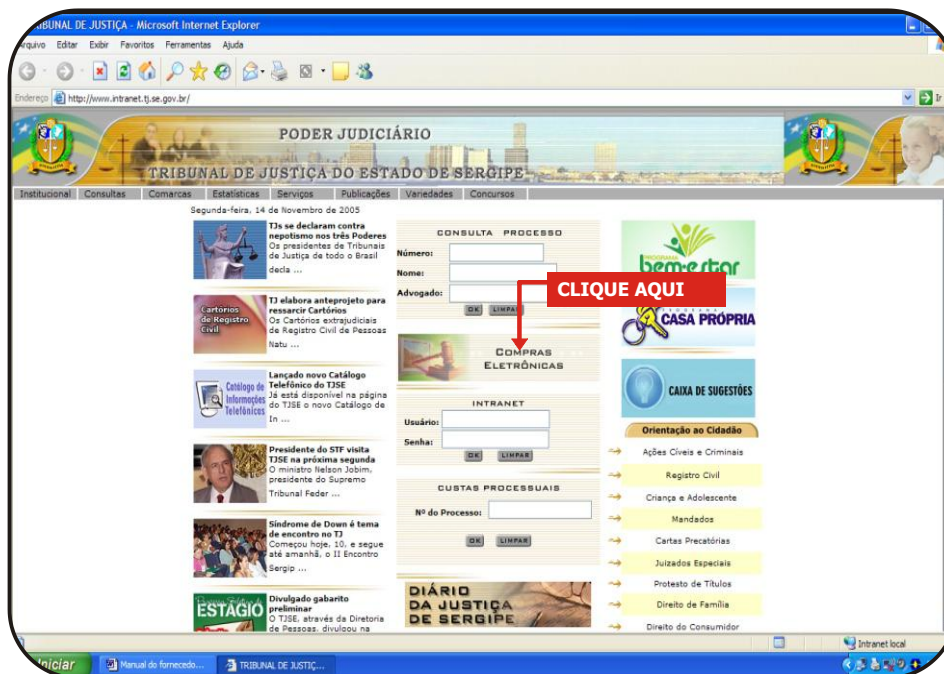 TRIBUNAL DE JUSTIÇA - Microsoft Internet Explorer
Arquivo Editar Exibir Favoritos Ferramentas Ajuda
Endereço http://www.intranet.tj.se.gov.br/ Ir
PODER JUDICIÁRIO
TRIBUNAL DE JUSTIÇA DO ESTADO DE SERGIPE
Institucional Consultas Comarcas Estatísticas Serviços Publicações Variedades Concursos
Segunda-feira, 14 de Novembro de 2005
TJs se declaram contra
nepotismo nos três Poderes
Os presidentes de Tribunais
de Justiça de todo o Brasil
decla ...
Cartórios
de Registro
Civil
TJ elabora anteprojeto para
ressarcir Cartórios
Os Cartórios extrajudiciais
de Registro Civil de Pessoas
Natu ...
Catálogo de
Informações
Telefônicas
Lançado novo Catálogo
Telefônico do TJSE
Já está disponível na página
do TJSE o novo Catálogo de
In ...
Presidente do STF visita
TJSE na próxima segunda
O ministro Nelson Jobim,
presidente do Supremo
Tribunal Feder ...
Síndrome de Down é tema
de encontro no TJ
Começou hoje, 10, e segue
até amanhã, o II Encontro
Sergip ...
ESTÁGIO
Divulgado gabarito
preliminar
O TJSE, através da Diretoria
de Pessoas, divulgou na
CONSULTA PROCESSO
Número:
Nome:
Advogado:
OK LIMPAR
CLIQUE AQUI
COMPRAS
ELETRÔNICAS
INTRANET
Usuário:
Senha:
OK LIMPAR
CUSTAS PROCESSUAIS
Nº do Processo:
OK LIMPAR
DIÁRIO
DA JUSTIÇA
DE SERGIPE
PROGRAMA
bem-estar
CASA PRÓPRIA
CAIXA DE SUGESTÕES
Orientação ao Cidadão
Ações Cíveis e Criminais
Registro Civil
Criança e Adolescente
Mandados
Cartas Precatórias
Juizados Especiais
Protesto de Títulos
Direito de Família
Direito do Consumidor
Intranet local
Iniciar Manual do fornecedo... TRIBUNAL DE JUSTIÇ...